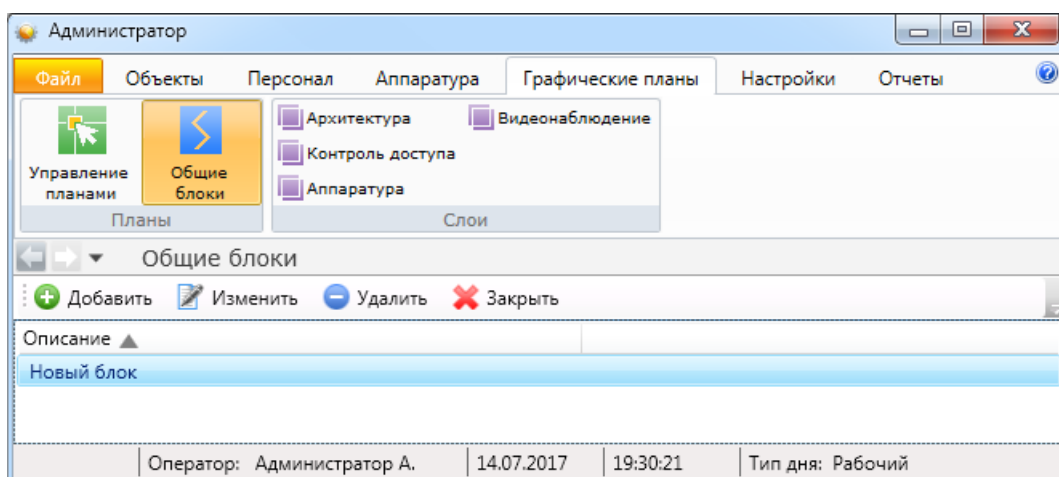 Администратор
Файл Объекты Персонал Аппаратура Графические планы Настройки Отчеты
Управление планами
Общие блоки
Планы
Архитектура Видеонаблюдение
Контроль доступа
Аппаратура
Слои
Общие блоки
Добавить Изменить Удалить Закрыть
Описание
Новый блок
Оператор: Администратор А. 14.07.2017 19:30:21 Тип дня: Рабочий